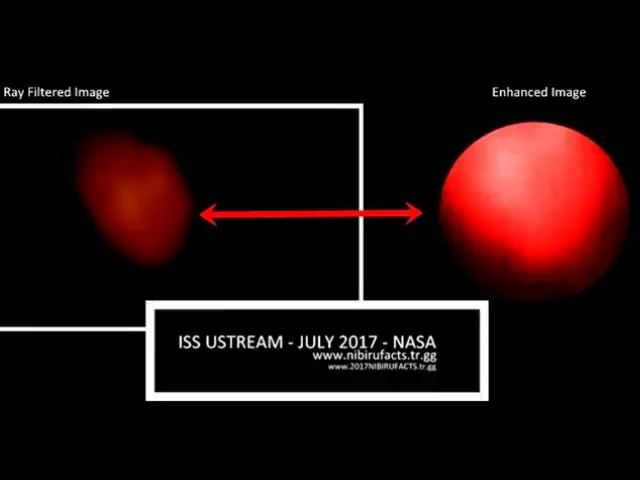 Ray Filtered Image
Enhanced Image
ISS USTREAM - JULY 2017 - NASA
www.nibirufacts.tr.gg
www.2017NIBIRUFACTS.tr.gg